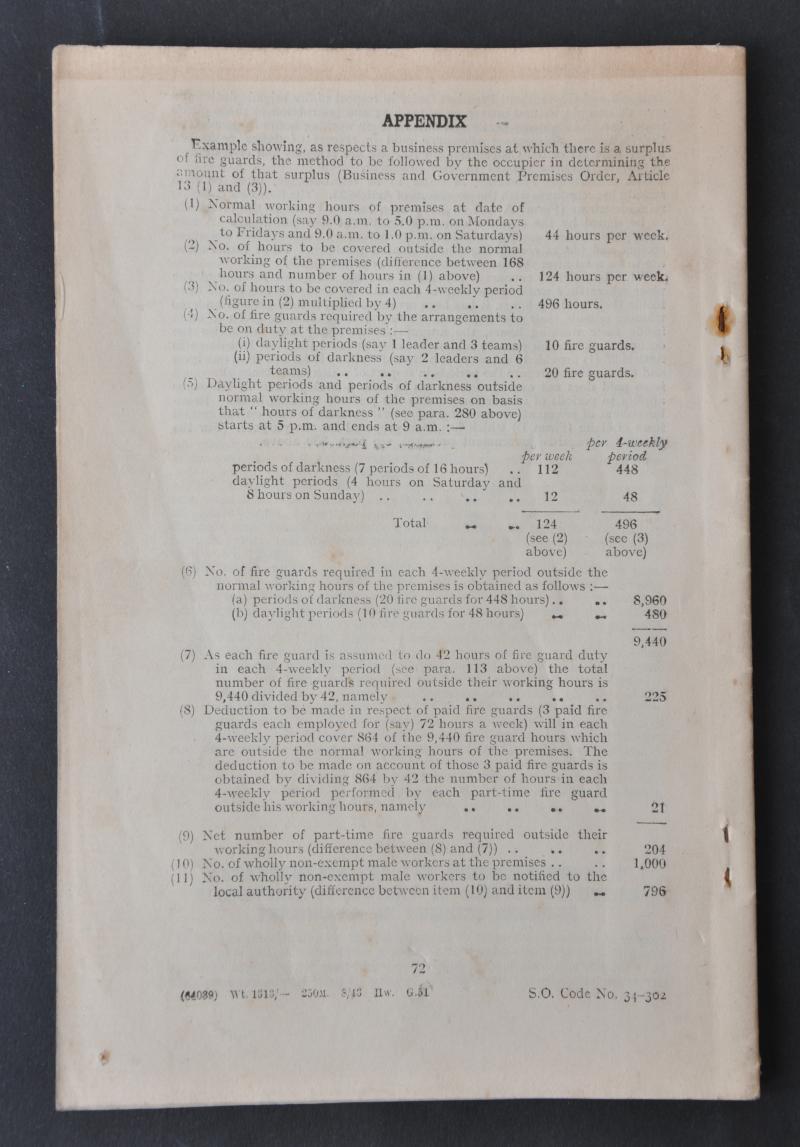 APPENDIX
Example showing, as respects a business premises at which there is a surplus
of fire guards, the method to be followed by the occupier in determining the
amount of that surplus (Business and Government Premises Order, Article
13 (1) and (3)).
(1) Normal working hours of premises at date of
calculation (say 9.0 a.m. to 5.0 p.m. on Mondays
to Fridays and 9.0 a.m. to 1.0 p.m. on Saturdays) 44 hours per week.
(2) No. of hours to be covered outside the normal
working of the premises (difference between 168
hours and number of hours in (1) above) .. 124 hours per week.
(3) No. of hours to be covered in each 4-weekly period
(figure in (2) multiplied by 4) .. .. .. 496 hours.
(4) No. of fire guards required by the arrangements to
be on duty at the premises :—
(i) daylight periods (say 1 leader and 3 teams) 10 fire guards.
(ii) periods of darkness (say 2 leaders and 6
teams) .. .. .. .. .. 20 fire guards.
(5) Daylight periods and periods of darkness outside
normal working hours of the premises on basis
that " hours of darkness " (see para. 280 above)
starts at 5 p.m. and ends at 9 a.m. :—
per 4-weekly
per week period
periods of darkness (7 periods of 16 hours) .. 112 448
daylight periods (4 hours on Saturday and
8 hours on Sunday) .. .. .. .. 12 48
Total .. .. 124 496
(see (2) (see (3)
above) above)
(6) No. of fire guards required in each 4-weekly period outside the
normal working hours of the premises is obtained as follows :—
(a) periods of darkness (20 fire guards for 448 hours) .. .. 8,960
(b) daylight periods (10 fire guards for 48 hours) .. .. 480
9,440
(7) As each fire guard is assumed to do 42 hours of fire guard duty
in each 4-weekly period (see para. 113 above) the total
number of fire guards required outside their working hours is
9,440 divided by 42, namely .. .. .. .. .. 225
(8) Deduction to be made in respect of paid fire guards (3 paid fire
guards each employed for (say) 72 hours a week) will in each
4-weekly period cover 864 of the 9,440 fire guard hours which
are outside the normal working hours of the premises. The
deduction to be made on account of those 3 paid fire guards is
obtained by dividing 864 by 42 the number of hours in each
4-weekly period performed by each part-time fire guard
outside his working hours, namely .. .. .. .. 21
(9) Net number of part-time fire guards required outside their
working hours (difference between (8) and (7)) .. .. .. 204
(10) No. of wholly non-exempt male workers at the premises .. .. 1,000
(11) No. of wholly non-exempt male workers to be notified to the
local authority (difference between item (10) and item (9)) .. 796
72
(64089) Wt. 1313/— 250M. 8/43 Hw. G.51 S.O. Code No. 34-302